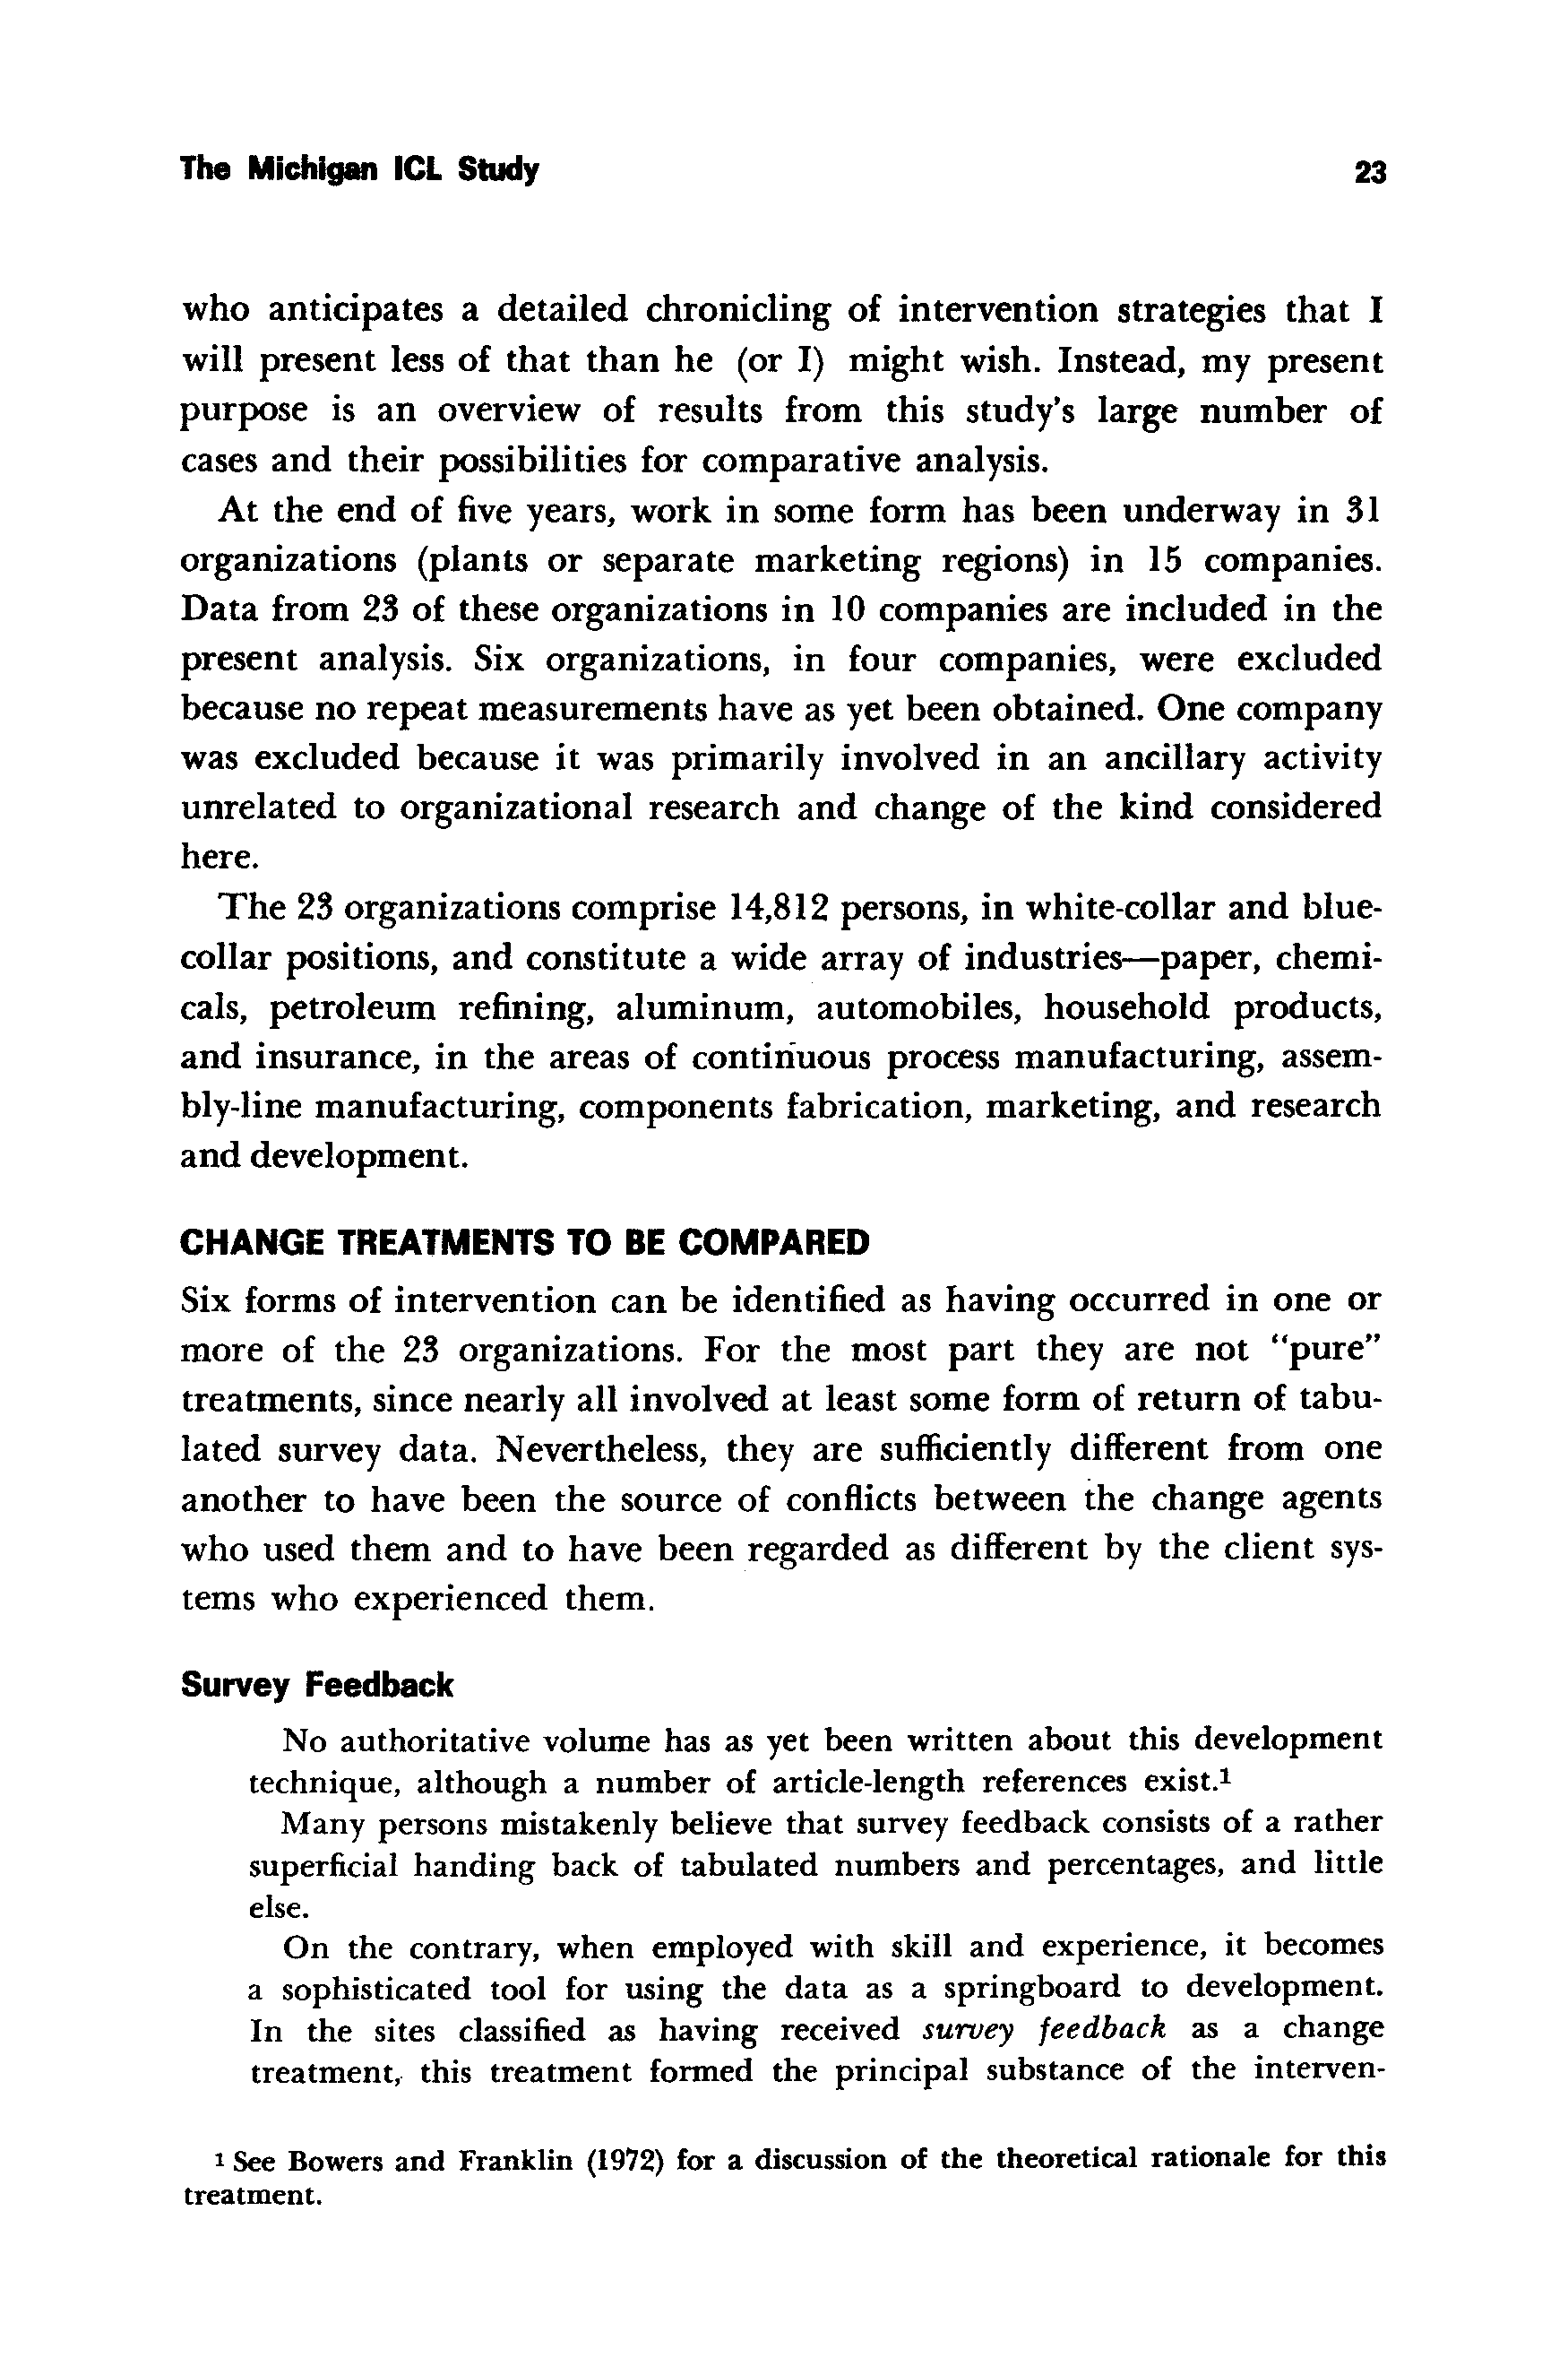 The Michigan ICL Study 23
who anticipates a detailed chronicling of intervention strategies that I
will present less of that than he (or I) might wish. Instead, my present
purpose is an overview of results from this study's large number of
cases and their possibilities for comparative analysis.
At the end of five years, work in some form has been underway in 31
organizations (plants or separate marketing regions) in 15 companies.
Data from 23 of these organizations in 10 companies are included in the
present analysis. Six organizations, in four companies, were excluded
because no repeat measurements have as yet been obtained. One company
was excluded because it was primarily involved in an ancillary activity
unrelated to organizational research and change of the kind considered
here.
The 23 organizations comprise 14,812 persons, in white-collar and blue-
collar positions, and constitute a wide array of industries—paper, chemi-
cals, petroleum refining, aluminum, automobiles, household products,
and insurance, in the areas of continuous process manufacturing, assem-
bly-line manufacturing, components fabrication, marketing, and research
and development.
CHANGE TREATMENTS TO BE COMPARED
Six forms of intervention can be identified as having occurred in one or
more of the 23 organizations. For the most part they are not “pure”
treatments, since nearly all involved at least some form of return of tabu-
lated survey data. Nevertheless, they are sufficiently different from one
another to have been the source of conflicts between the change agents
who used them and to have been regarded as different by the client sys-
tems who experienced them.
Survey Feedback
No authoritative volume has as yet been written about this development
technique, although a number of article-length references exist.¹
Many persons mistakenly believe that survey feedback consists of a rather
superficial handing back of tabulated numbers and percentages, and little
else.
On the contrary, when employed with skill and experience, it becomes
a sophisticated tool for using the data as a springboard to development.
In the sites classified as having received survey feedback as a change
treatment, this treatment formed the principal substance of the interven-
¹ See Bowers and Franklin (1972) for a discussion of the theoretical rationale for this
treatment.